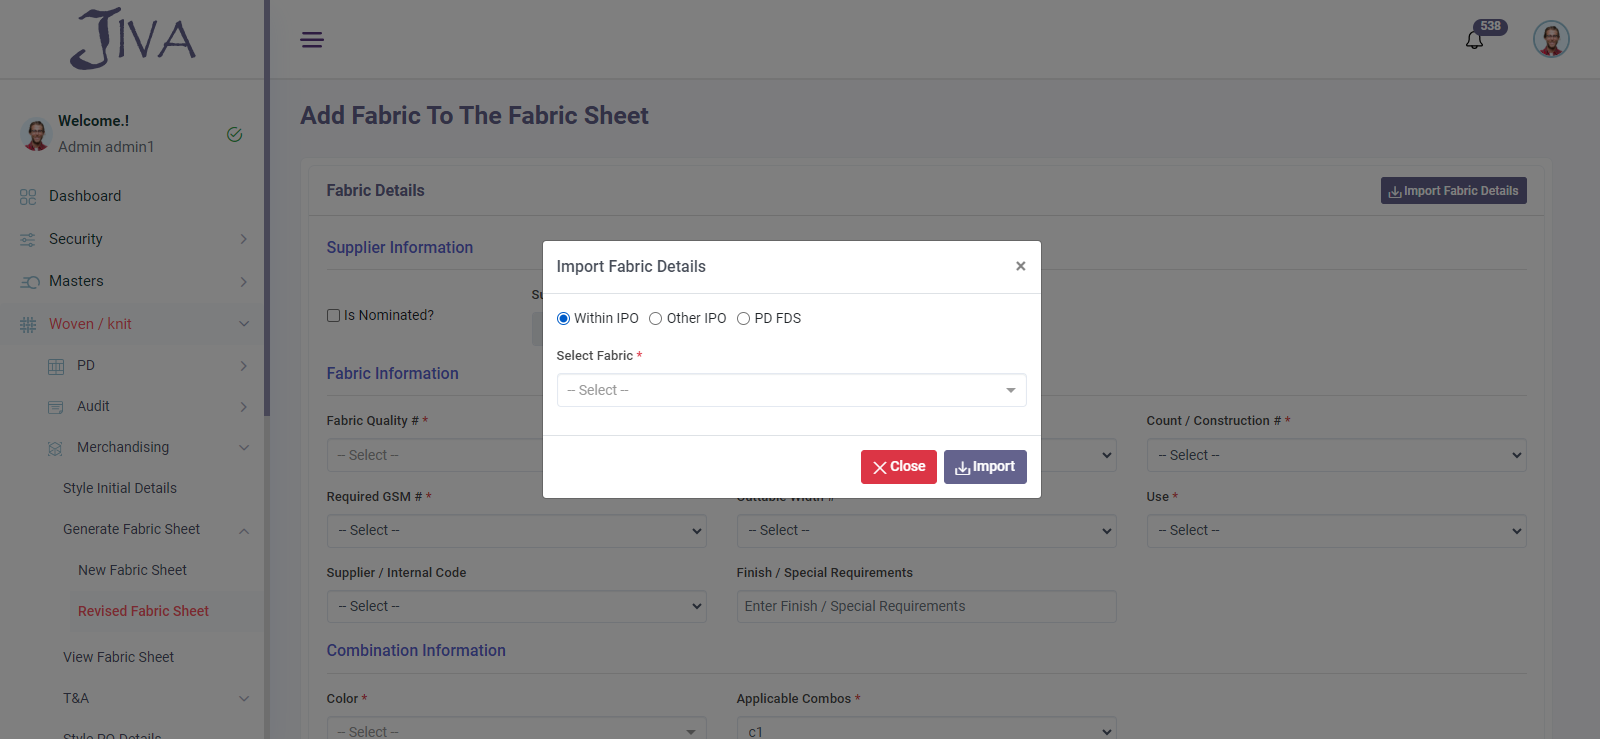 JIVA
538
Welcome.!
Admin admin1
Dashboard
Security
Masters
Woven / knit
PD
Audit
Merchandising
Style Initial Details
Generate Fabric Sheet
New Fabric Sheet
Revised Fabric Sheet
View Fabric Sheet
T&A
Style PO Details
Add Fabric To The Fabric Sheet
Fabric Details
Import Fabric Details
Supplier Information
Is Nominated?
Fabric Information
Fabric Quality # *
-- Select --
Count / Construction # *
-- Select --
Required GSM # *
-- Select --
Cuttable Width #
-- Select --
Use *
-- Select --
Supplier / Internal Code
-- Select --
Finish / Special Requirements
Enter Finish / Special Requirements
Combination Information
Color *
-- Select --
Applicable Combos *
c1
Import Fabric Details
×
Within IPO Other IPO PD FDS
Select Fabric *
-- Select --
Close
Import